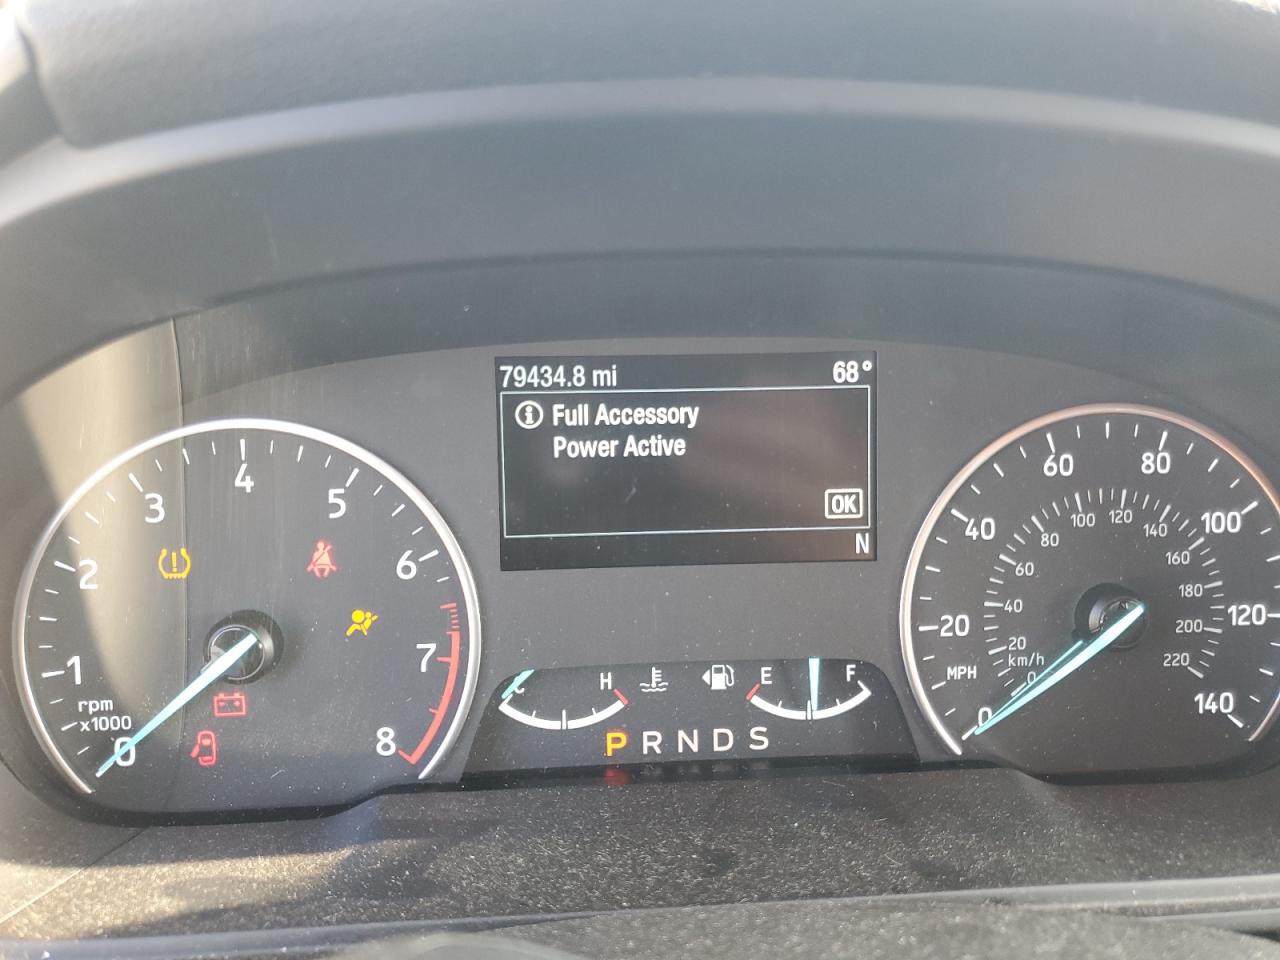 79434.8 mi 68°
Full Accessory
Power Active
OK
N
1 2 3 4 5 6 7 8
0
rpm
x1000
C H
E F
P R N D S
0 20 40 60 80 100 120 140
MPH
0 20 40 60 80 100 120 140 160 180 200 220
km/h